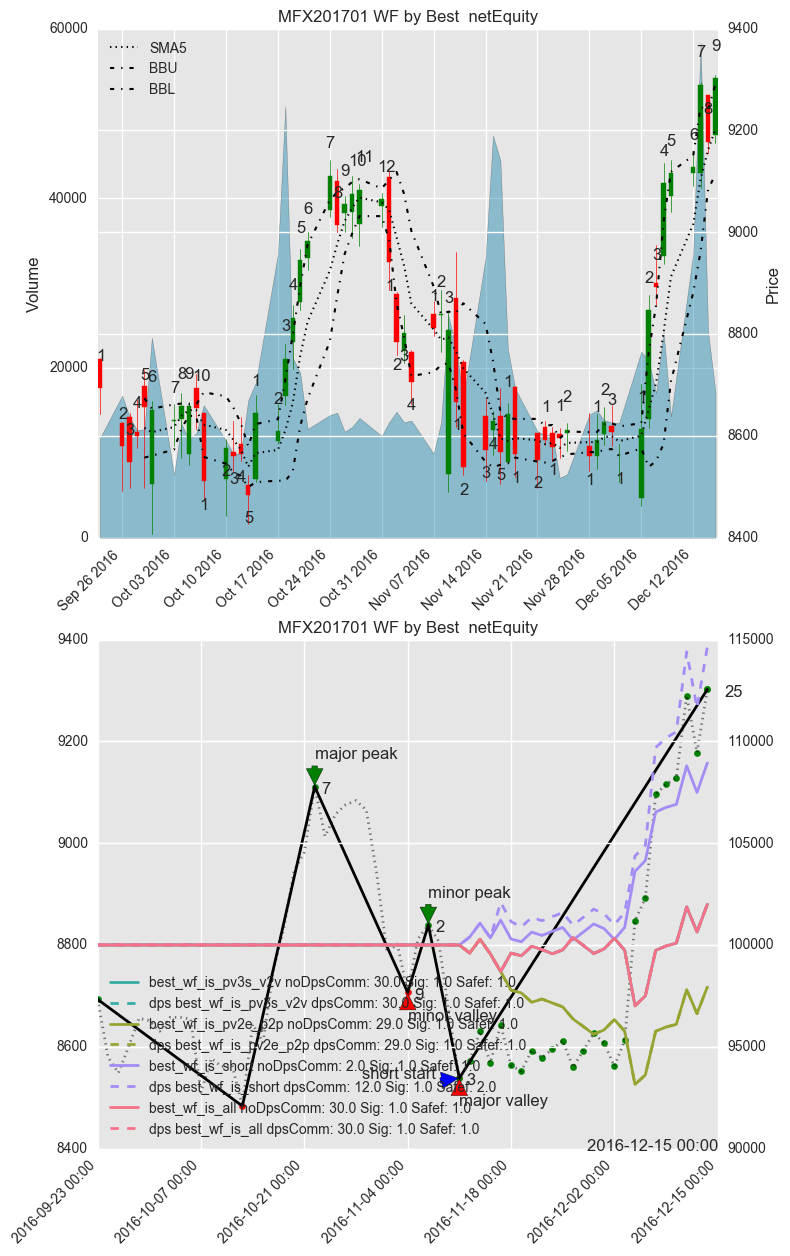 MFX201701 WF by Best netEquity
60000
40000
20000
0
Volume
9400
9200
9000
8800
8600
8400
Price
SMA5
BBU
BBL
Sep 26 2016
Oct 03 2016
Oct 10 2016
Oct 17 2016
Oct 24 2016
Oct 31 2016
Nov 07 2016
Nov 14 2016
Nov 21 2016
Nov 28 2016
Dec 05 2016
Dec 12 2016
MFX201701 WF by Best netEquity
9400
9200
9000
8800
8600
8400
115000
110000
105000
100000
95000
90000
25
major peak
7
minor peak
2
9
minor valley
short start
3
major valley
best_wf_is_pv3s_v2v noDpsComm: 30.0 Sig: 1.0 Safef: 1.0
dps best_wf_is_pv3s_v2v dpsComm: 30.0 Sig: 1.0 Safef: 1.0
best_wf_is_pv2e_p2p noDpsComm: 29.0 Sig: 1.0 Safef: 1.0
dps best_wf_is_pv2e_p2p dpsComm: 29.0 Sig: 1.0 Safef: 1.0
best_wf_is_short noDpsComm: 2.0 Sig: 1.0 Safef: 1.0
dps best_wf_is_short dpsComm: 12.0 Sig: 1.0 Safef: 2.0
best_wf_is_all noDpsComm: 30.0 Sig: 1.0 Safef: 1.0
dps best_wf_is_all dpsComm: 30.0 Sig: 1.0 Safef: 1.0
2016-12-15 00:00
2016-09-23 00:00
2016-10-07 00:00
2016-10-21 00:00
2016-11-04 00:00
2016-11-18 00:00
2016-12-02 00:00
2016-12-15 00:00